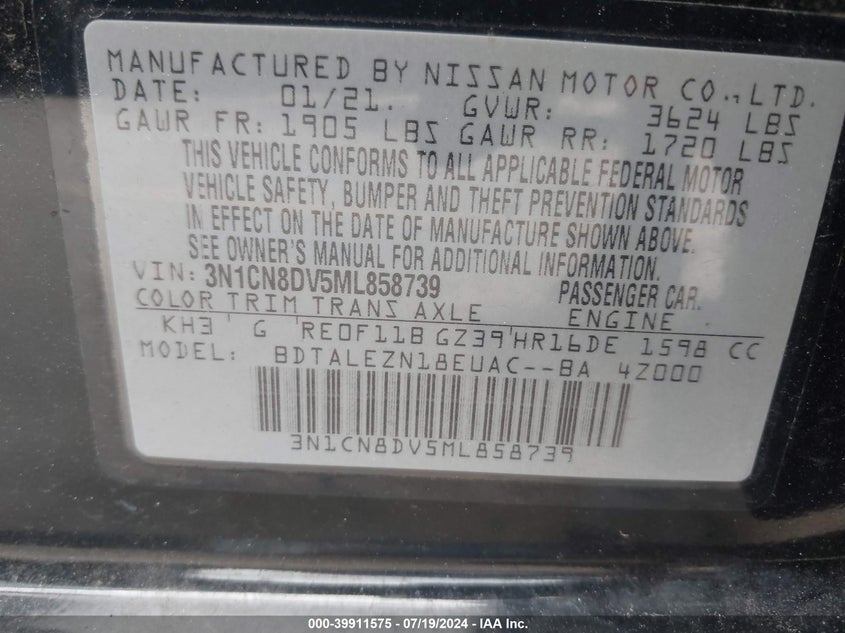 MANUFACTURED BY NISSAN MOTOR CO., LTD.
DATE: 01/21. GVWR: 3624 LBS
GAWR FR: 1905 LBS GAWR RR: 1720 LBS
THIS VEHICLE CONFORMS TO ALL APPLICABLE FEDERAL MOTOR
VEHICLE SAFETY, BUMPER AND THEFT PREVENTION STANDARDS
IN EFFECT ON THE DATE OF MANUFACTURE SHOWN ABOVE.
SEE OWNER'S MANUAL FOR ADDITIONAL INFORMATION.
VIN: 3N1CN8DV5ML858739 PASSENGER CAR.
COLOR TRIM TRANS AXLE ENGINE
KH3 G RE0F11B GZ39 HR16DE 1598 CC
MODEL: BDTALEZN18EUAC--BA 4Z000
3N1CN8DV5ML858739
000-39911575 - 07/19/2024 - IAA Inc.